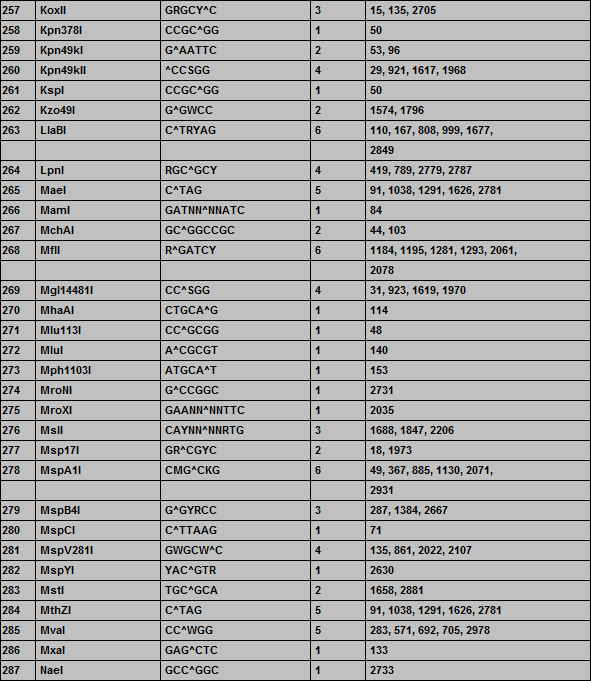 257 KoxII GRGCY^C 3 15, 135, 2705
258 Kpn378I CCGC^GG 1 50
259 Kpn49kI G^AATTC 2 53, 96
260 Kpn49kII ^CCSGG 4 29, 921, 1617, 1968
261 KspI CCGC^GG 1 50
262 Kzo49I G^GWCC 2 1574, 1796
263 LlaBI C^TRYAG 6 110, 167, 808, 999, 1677,
2849
264 LpnI RGC^GCY 4 419, 789, 2779, 2787
265 MaeI C^TAG 5 91, 1038, 1291, 1626, 2781
266 MamI GATNN^NNATC 1 84
267 MchAI GC^GGCCGC 2 44, 103
268 MflI R^GATCY 6 1184, 1195, 1281, 1293, 2061,
2078
269 Mgl14481I CC^SGG 4 31, 923, 1619, 1970
270 MhaAI CTGCA^G 1 114
271 Mlu113I CC^GCGG 1 48
272 MluI A^CGCGT 1 140
273 Mph1103I ATGCA^T 1 153
274 MroNI G^CCGGC 1 2731
275 MroXI GAANN^NNTTC 1 2035
276 MslI CAYNN^NNRTG 3 1688, 1847, 2206
277 Msp17I GR^CGYC 2 18, 1973
278 MspA1I CMG^CKG 6 49, 367, 885, 1130, 2071,
2931
279 MspB4I G^GYRCC 3 287, 1384, 2667
280 MspCI C^TTAAG 1 71
281 MspV281I GWGCW^C 4 135, 861, 2022, 2107
282 MspYI YAC^GTR 1 2630
283 MstI TGC^GCA 2 1658, 2881
284 MthZI C^TAG 5 91, 1038, 1291, 1626, 2781
285 MvaI CC^WGG 5 283, 571, 692, 705, 2978
286 MxaI GAG^CTC 1 133
287 NaeI GCC^GGC 1 2733